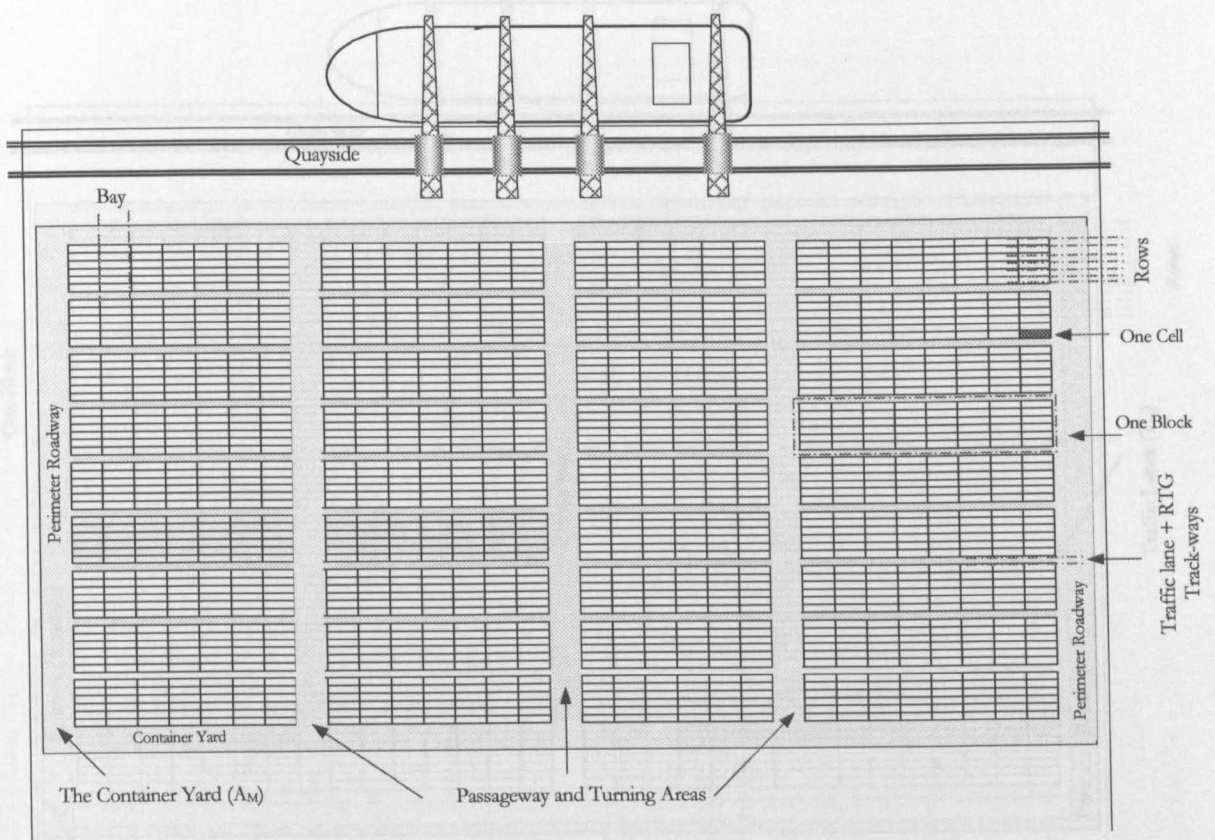 Quayside
Bay
Rows
One Cell
One Block
Perimeter Roadway
Traffic lane + RTG
Track-ways
Perimeter Roadway
Container Yard
The Container Yard (AM)
Passageway and Turning Areas